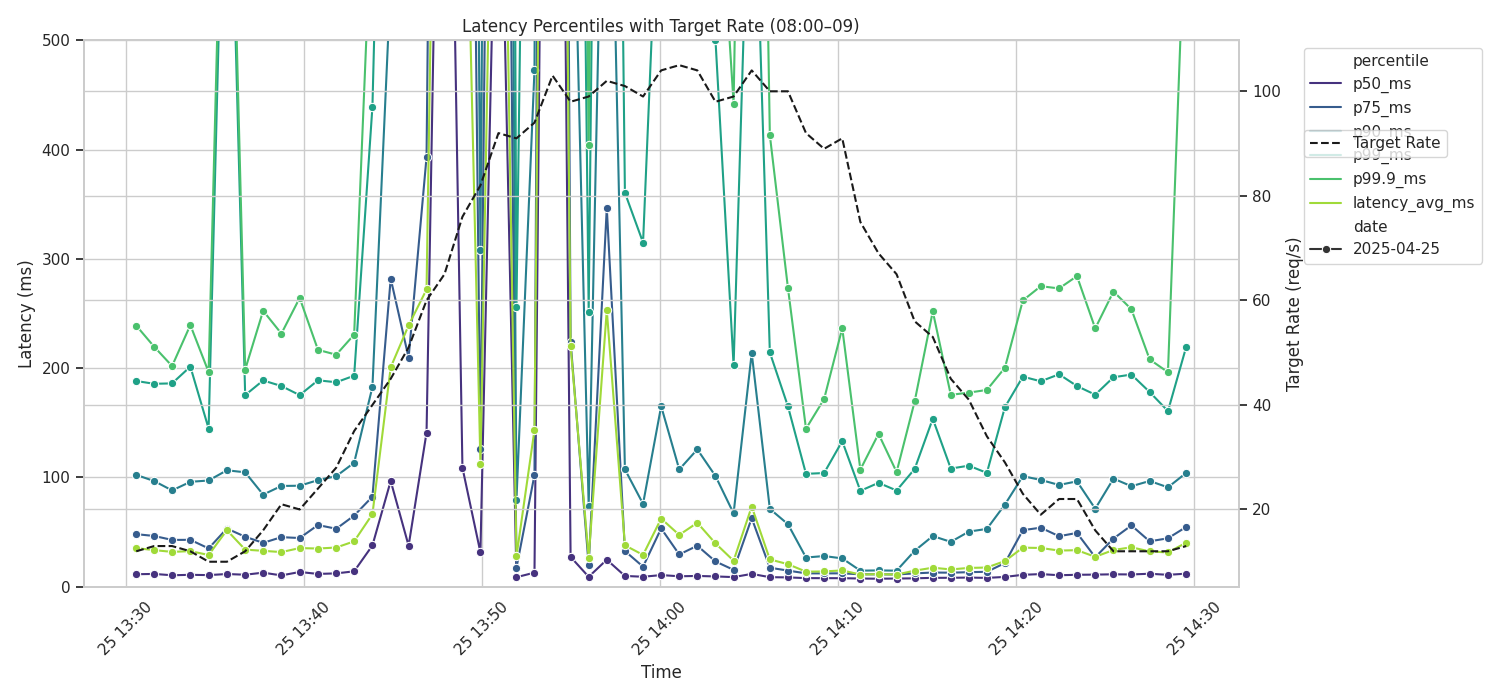 Latency Percentiles with Target Rate (08:00–09)
500
400
300
200
100
0
Latency (ms)
100
80
60
40
20
Target Rate (req/s)
25 13:30
25 13:40
25 13:50
25 14:00
25 14:10
25 14:20
25 14:30
Time
percentile
p50_ms
p75_ms
p90_ms
Target Rate
p99_ms
p99.9_ms
latency_avg_ms
date
2025-04-25